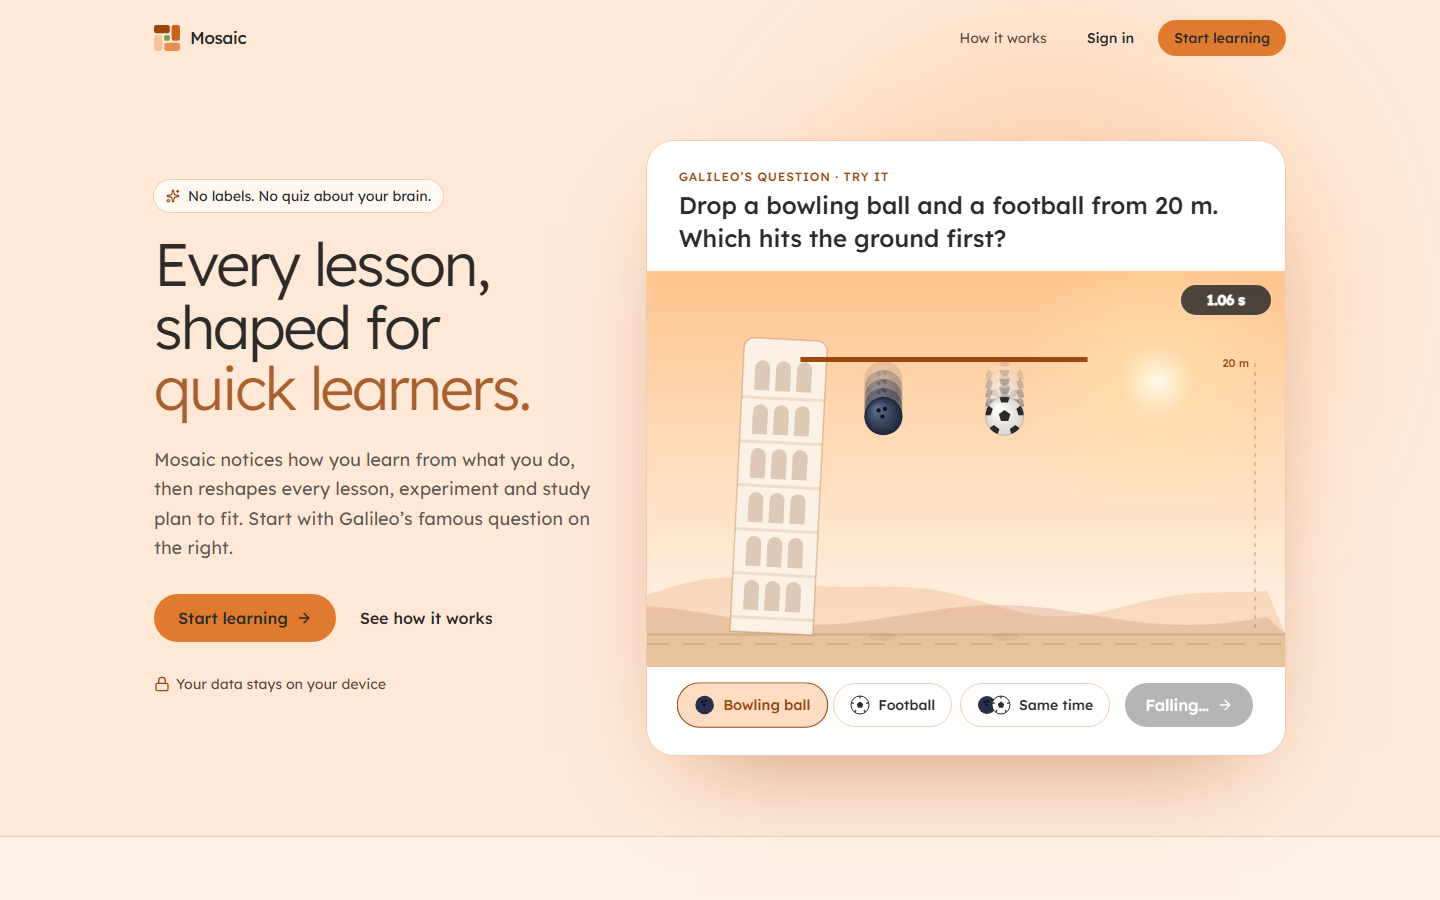 Mosaic
How it works
Sign in
Start learning
No labels. No quiz about your brain.
Every lesson,
shaped for
quick learners.
Mosaic notices how you learn from what you do,
then reshapes every lesson, experiment and study
plan to fit. Start with Galileo’s famous question on
the right.
Start learning
See how it works
Your data stays on your device
GALILEO’S QUESTION · TRY IT
Drop a bowling ball and a football from 20 m.
Which hits the ground first?
1.06 s
20 m
Bowling ball
Football
Same time
Falling…